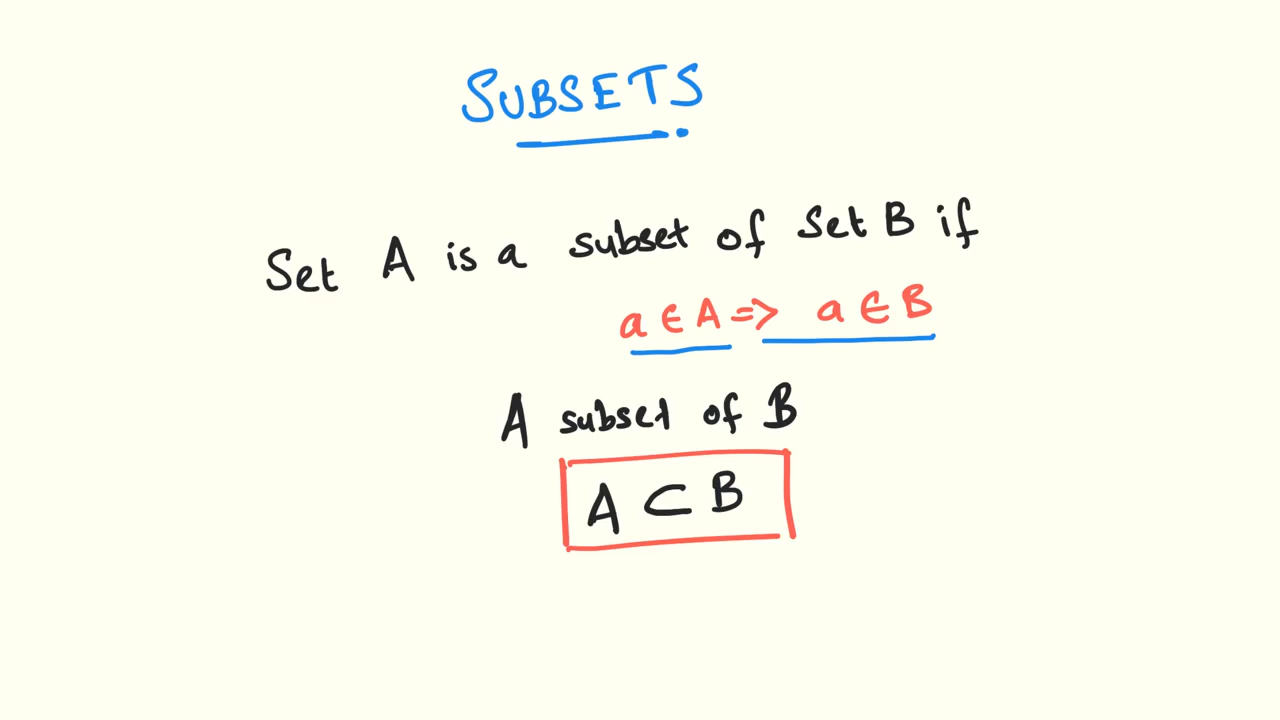 SUBSETS
Set A is a subset of Set B if
a ∈ A => a ∈ B
A subset of B
A ⊂ B